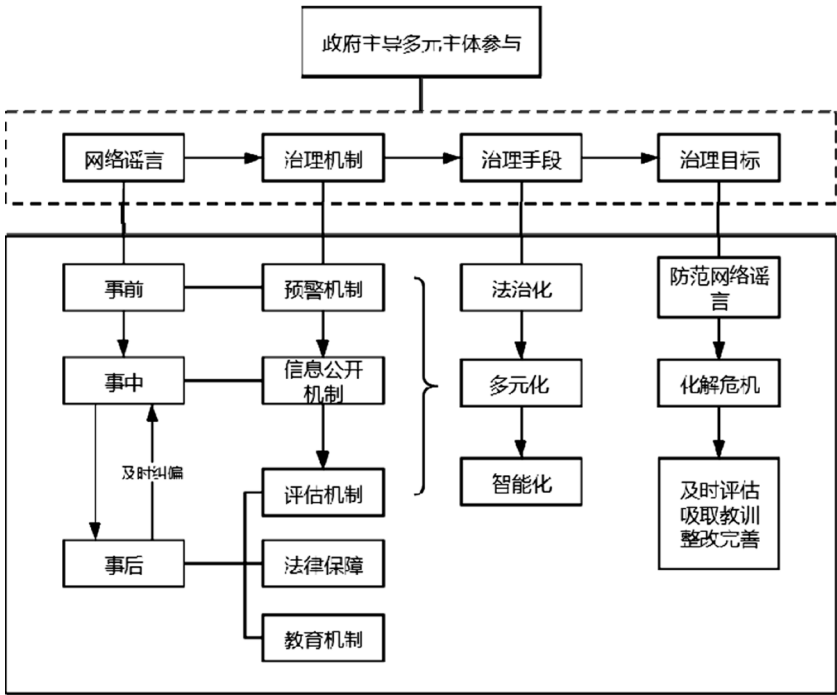 政府主导多元主体参与
网络谣言
治理机制
治理手段
治理目标
事前
预警机制
法治化
防范网络谣
言
事中
信息公开
机制
多元化
化解危机
及时纠偏
评估机制
智能化
及时评估
吸取教训
整改完善
事后
法律保障
教育机制